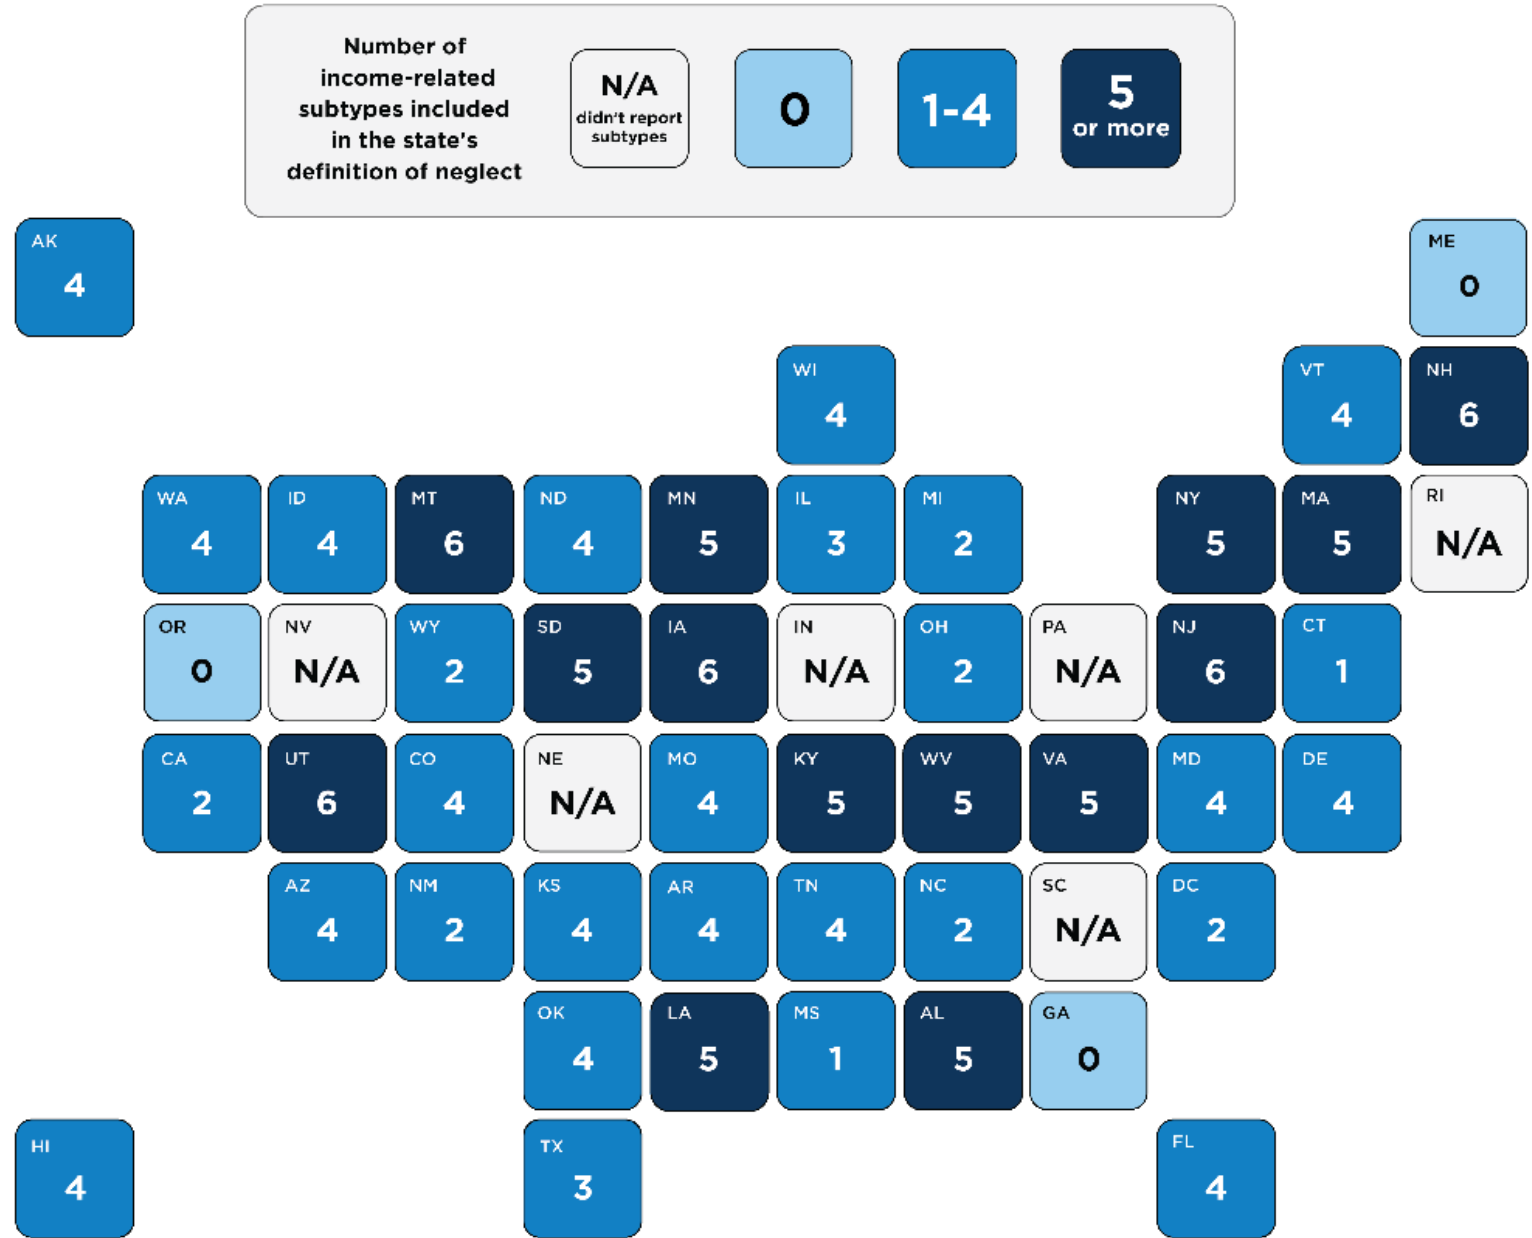 Number of
income-related
subtypes included
in the state's
definition of neglect
N/A
didn't report
subtypes
0
1-4
5
or more
AK
4
ME
0
WI
4
VT
4
NH
6
WA
4
ID
4
MT
6
ND
4
MN
5
IL
3
MI
2
NY
5
MA
5
RI
N/A
OR
0
NV
N/A
WY
2
SD
5
IA
6
IN
N/A
OH
2
PA
N/A
NJ
6
CT
1
CA
2
UT
6
CO
4
NE
N/A
MO
4
KY
5
WV
5
VA
5
MD
4
DE
4
AZ
4
NM
2
KS
4
AR
4
TN
4
NC
2
SC
N/A
DC
2
OK
4
LA
5
MS
1
AL
5
GA
0
HI
4
TX
3
FL
4